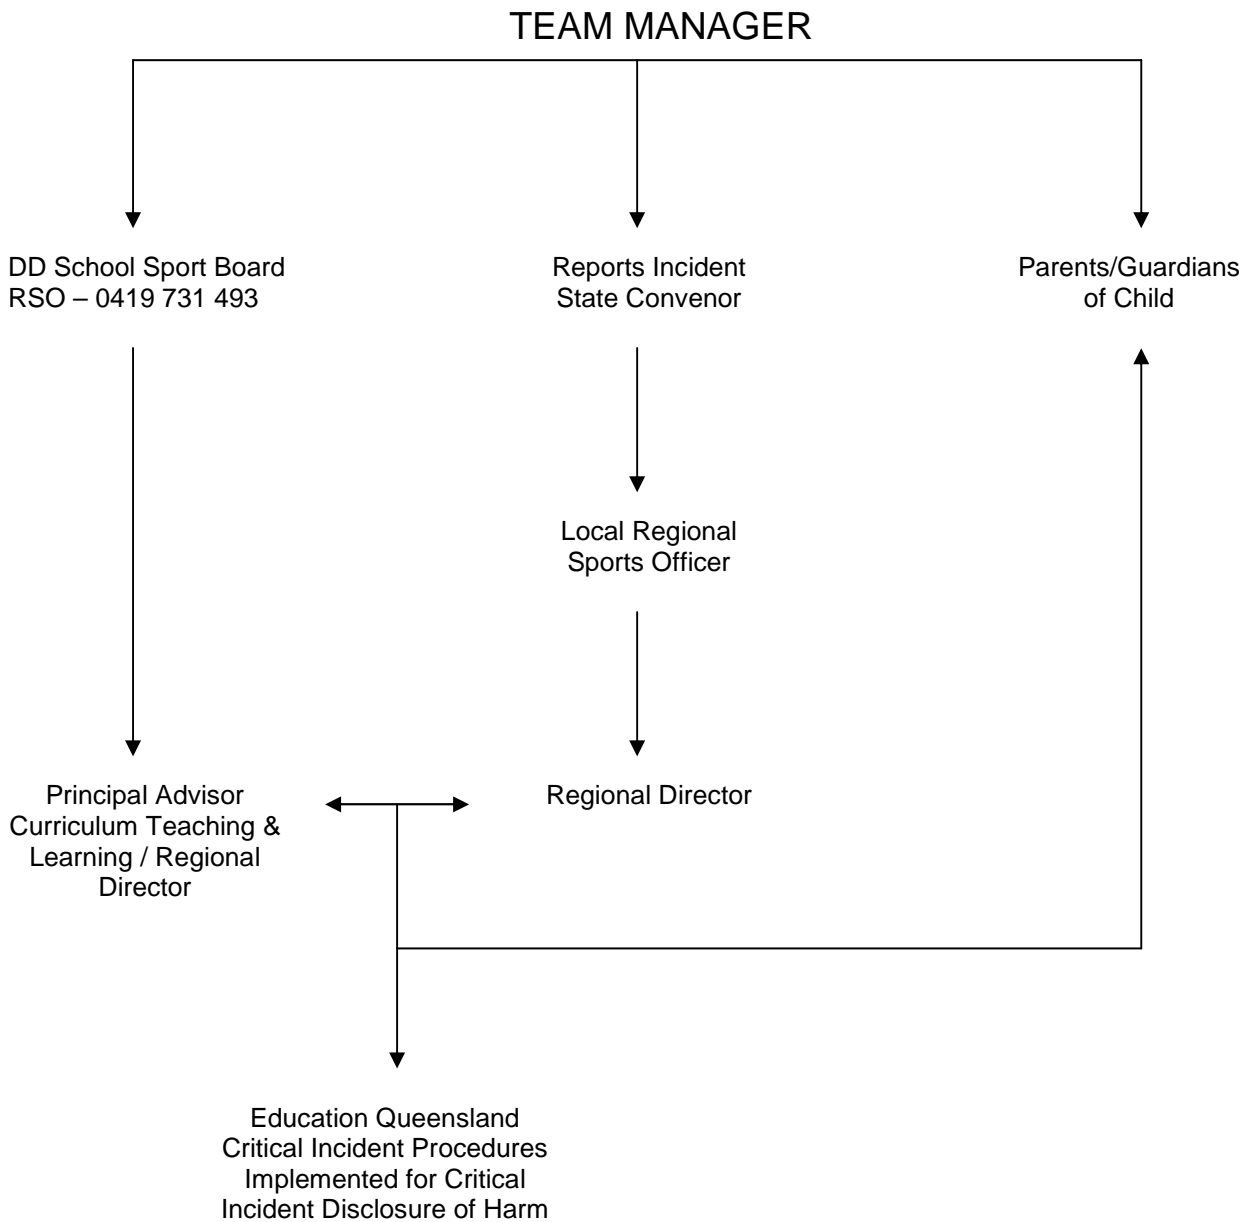 TEAM MANAGER
DD School Sport Board
RSO – 0419 731 493
Reports Incident
State Convenor
Parents/Guardians
of Child
Local Regional
Sports Officer
Principal Advisor
Curriculum Teaching &
Learning / Regional
Director
Regional Director
Education Queensland
Critical Incident Procedures
Implemented for Critical
Incident Disclosure of Harm